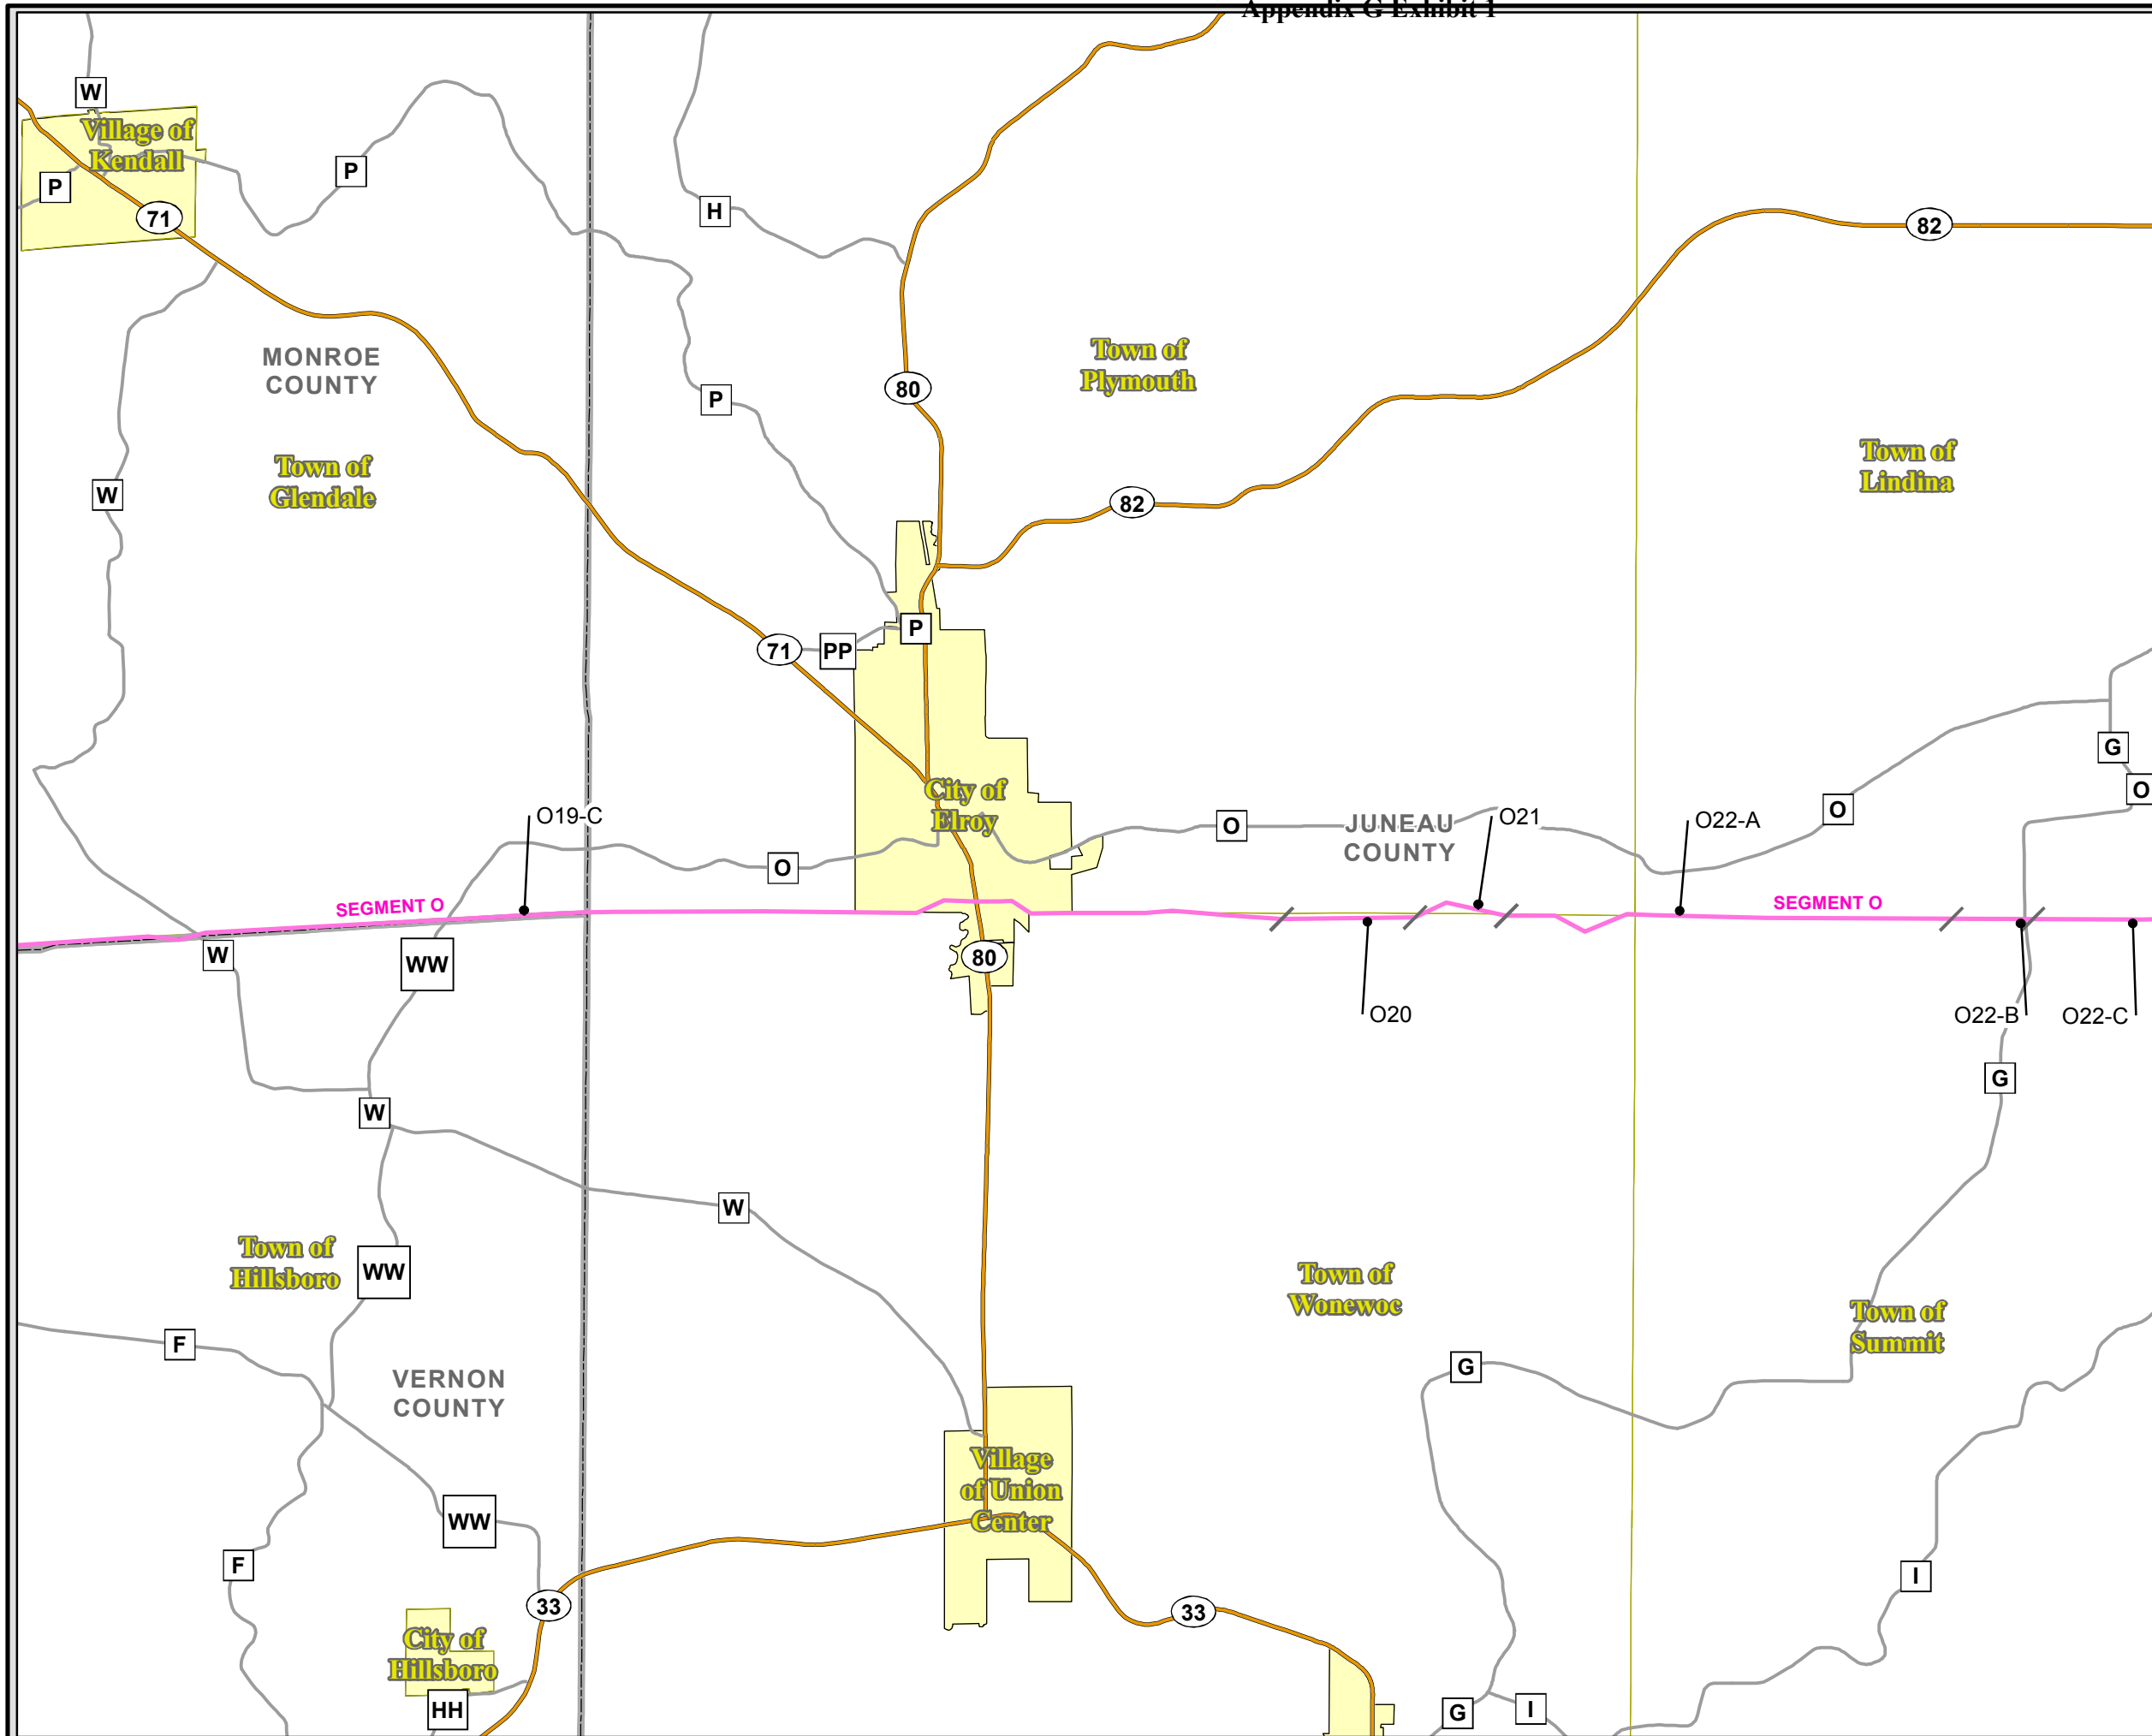 Appendix G Exhibit 1
W
Village of
Kendall
P
P
71
H
82
MONROE
COUNTY
Town of
Plymouth
80
P
Town of
Glendale
Town of
Lindina
W
82
P
71
PP
G
O
City of
Elroy
O19-C
O
JUNEAU
COUNTY
O21
O22-A
O
O
SEGMENT O
SEGMENT O
W
WW
80
O20
O22-B
O22-C
G
W
W
Town of
Hillsboro
WW
Town of
Wonewoc
Town of
Summit
F
G
VERNON
COUNTY
Village
of Union
Center
WW
F
I
33
33
City of
Hillsboro
HH
G
I